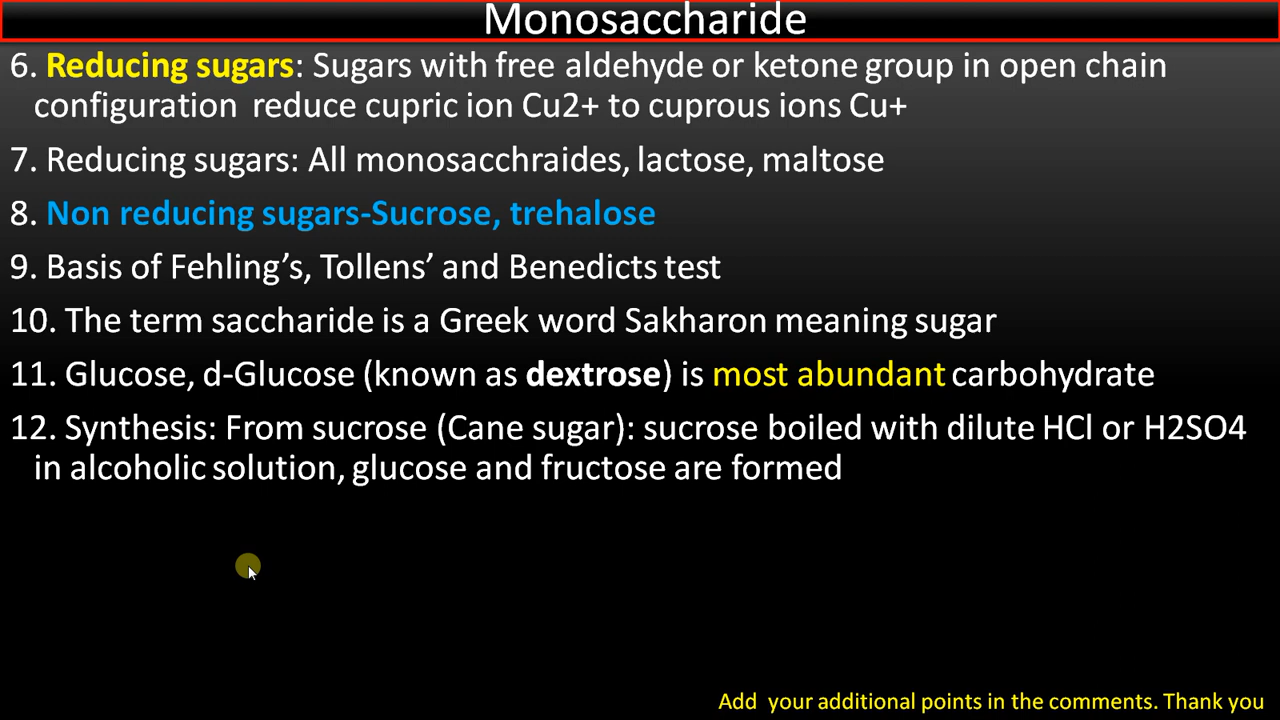 Monosaccharide
6. Reducing sugars: Sugars with free aldehyde or ketone group in open chain
configuration reduce cupric ion Cu2+ to cuprous ions Cu+
7. Reducing sugars: All monosacchraides, lactose, maltose
8. Non reducing sugars-Sucrose, trehalose
9. Basis of Fehling’s, Tollens’ and Benedicts test
10. The term saccharide is a Greek word Sakharon meaning sugar
11. Glucose, d-Glucose (known as dextrose) is most abundant carbohydrate
12. Synthesis: From sucrose (Cane sugar): sucrose boiled with dilute HCl or H2SO4
in alcoholic solution, glucose and fructose are formed
Add your additional points in the comments. Thank you